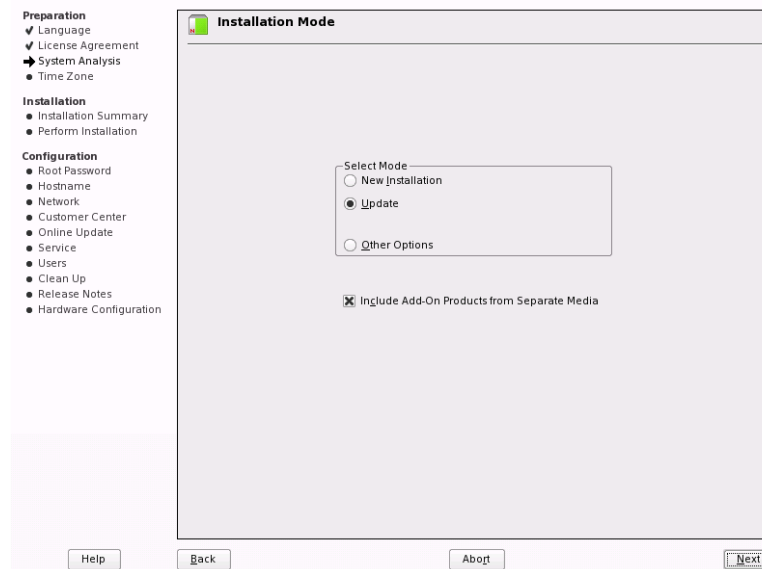 Preparation
Language
License Agreement
System Analysis
Time Zone
Installation
Installation Summary
Perform Installation
Configuration
Root Password
Hostname
Network
Customer Center
Online Update
Service
Users
Clean Up
Release Notes
Hardware Configuration
Installation Mode
Select Mode
New Installation
Update
Other Options
Include Add-On Products from Separate Media
Help
Back
Abort
Next